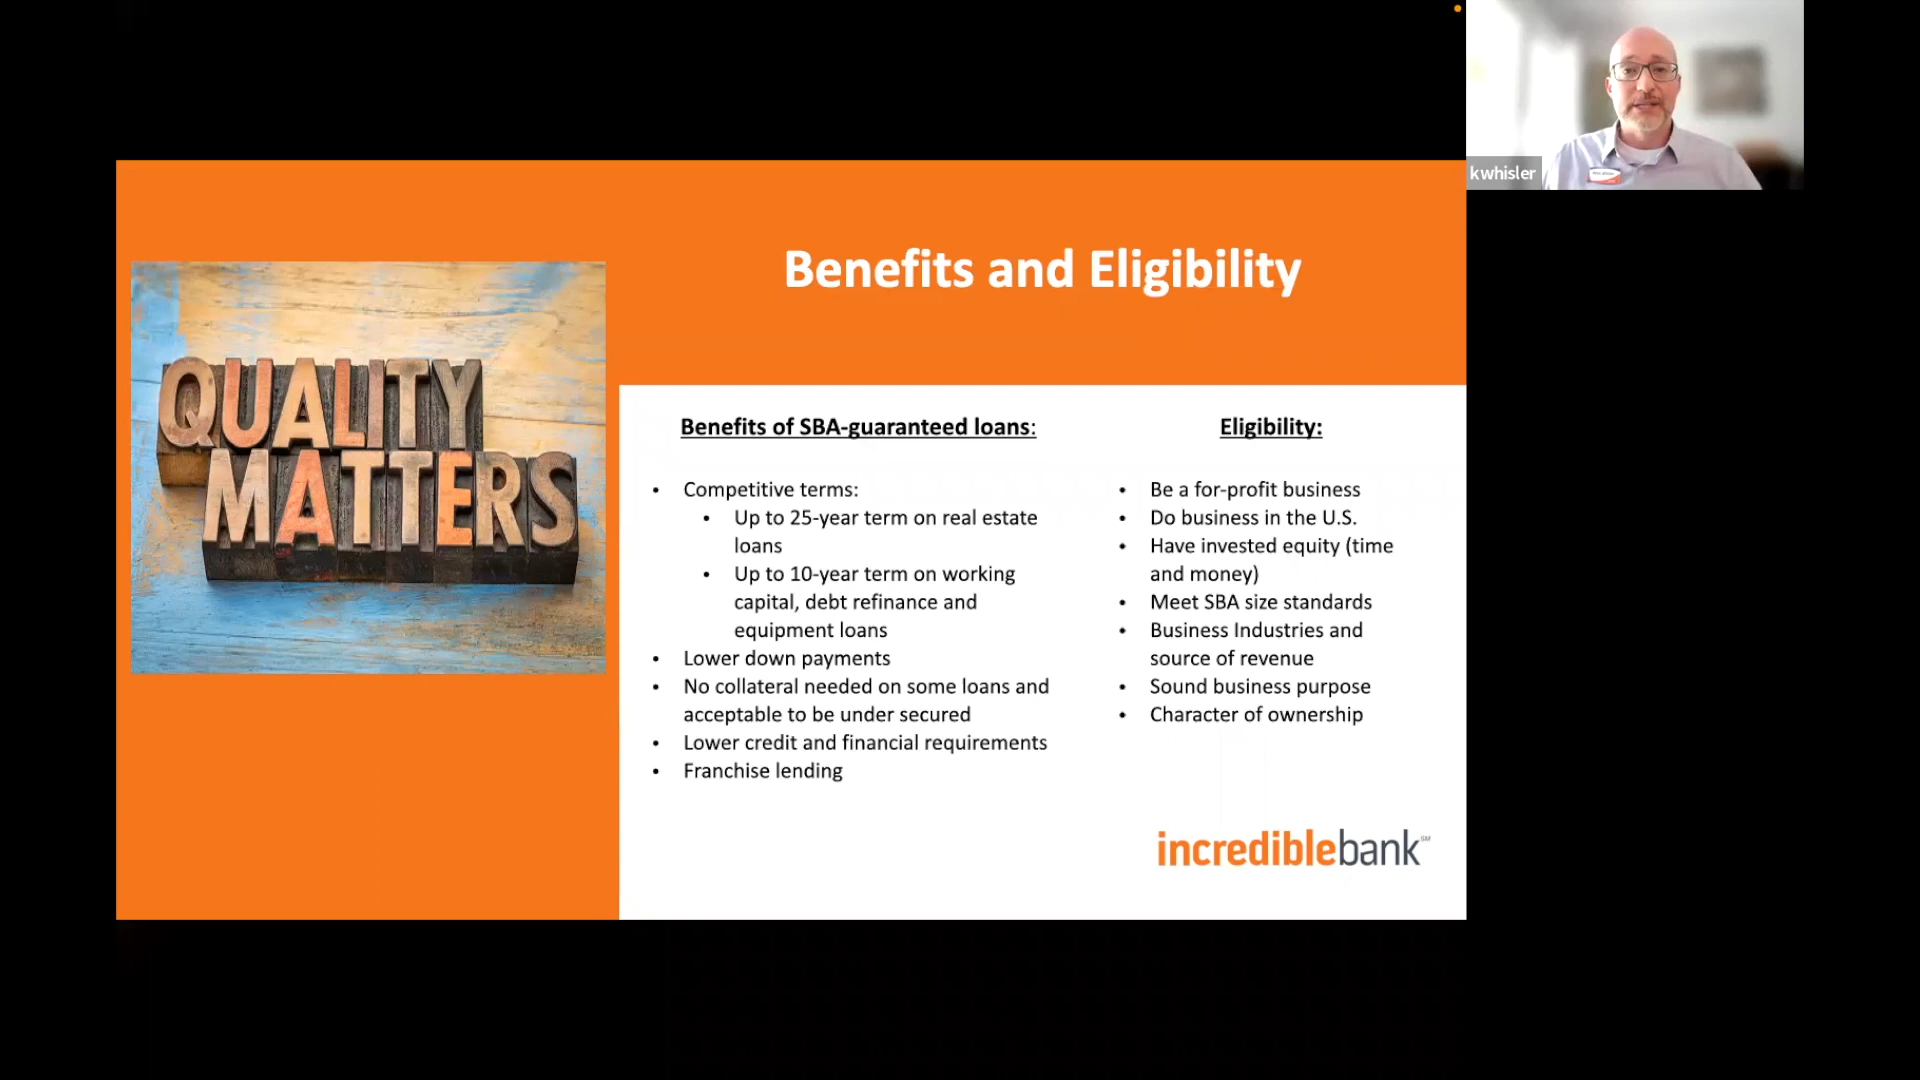 kwhisler
Benefits and Eligibility
QUALITY
MATTERS
Benefits of SBA-guaranteed loans:
• Competitive terms:
• Up to 25-year term on real estate
loans
• Up to 10-year term on working
capital, debt refinance and
equipment loans
• Lower down payments
• No collateral needed on some loans and
acceptable to be under secured
• Lower credit and financial requirements
• Franchise lending
Eligibility:
• Be a for-profit business
• Do business in the U.S.
• Have invested equity (time
and money)
• Meet SBA size standards
• Business Industries and
source of revenue
• Sound business purpose
• Character of ownership
incrediblebank℠